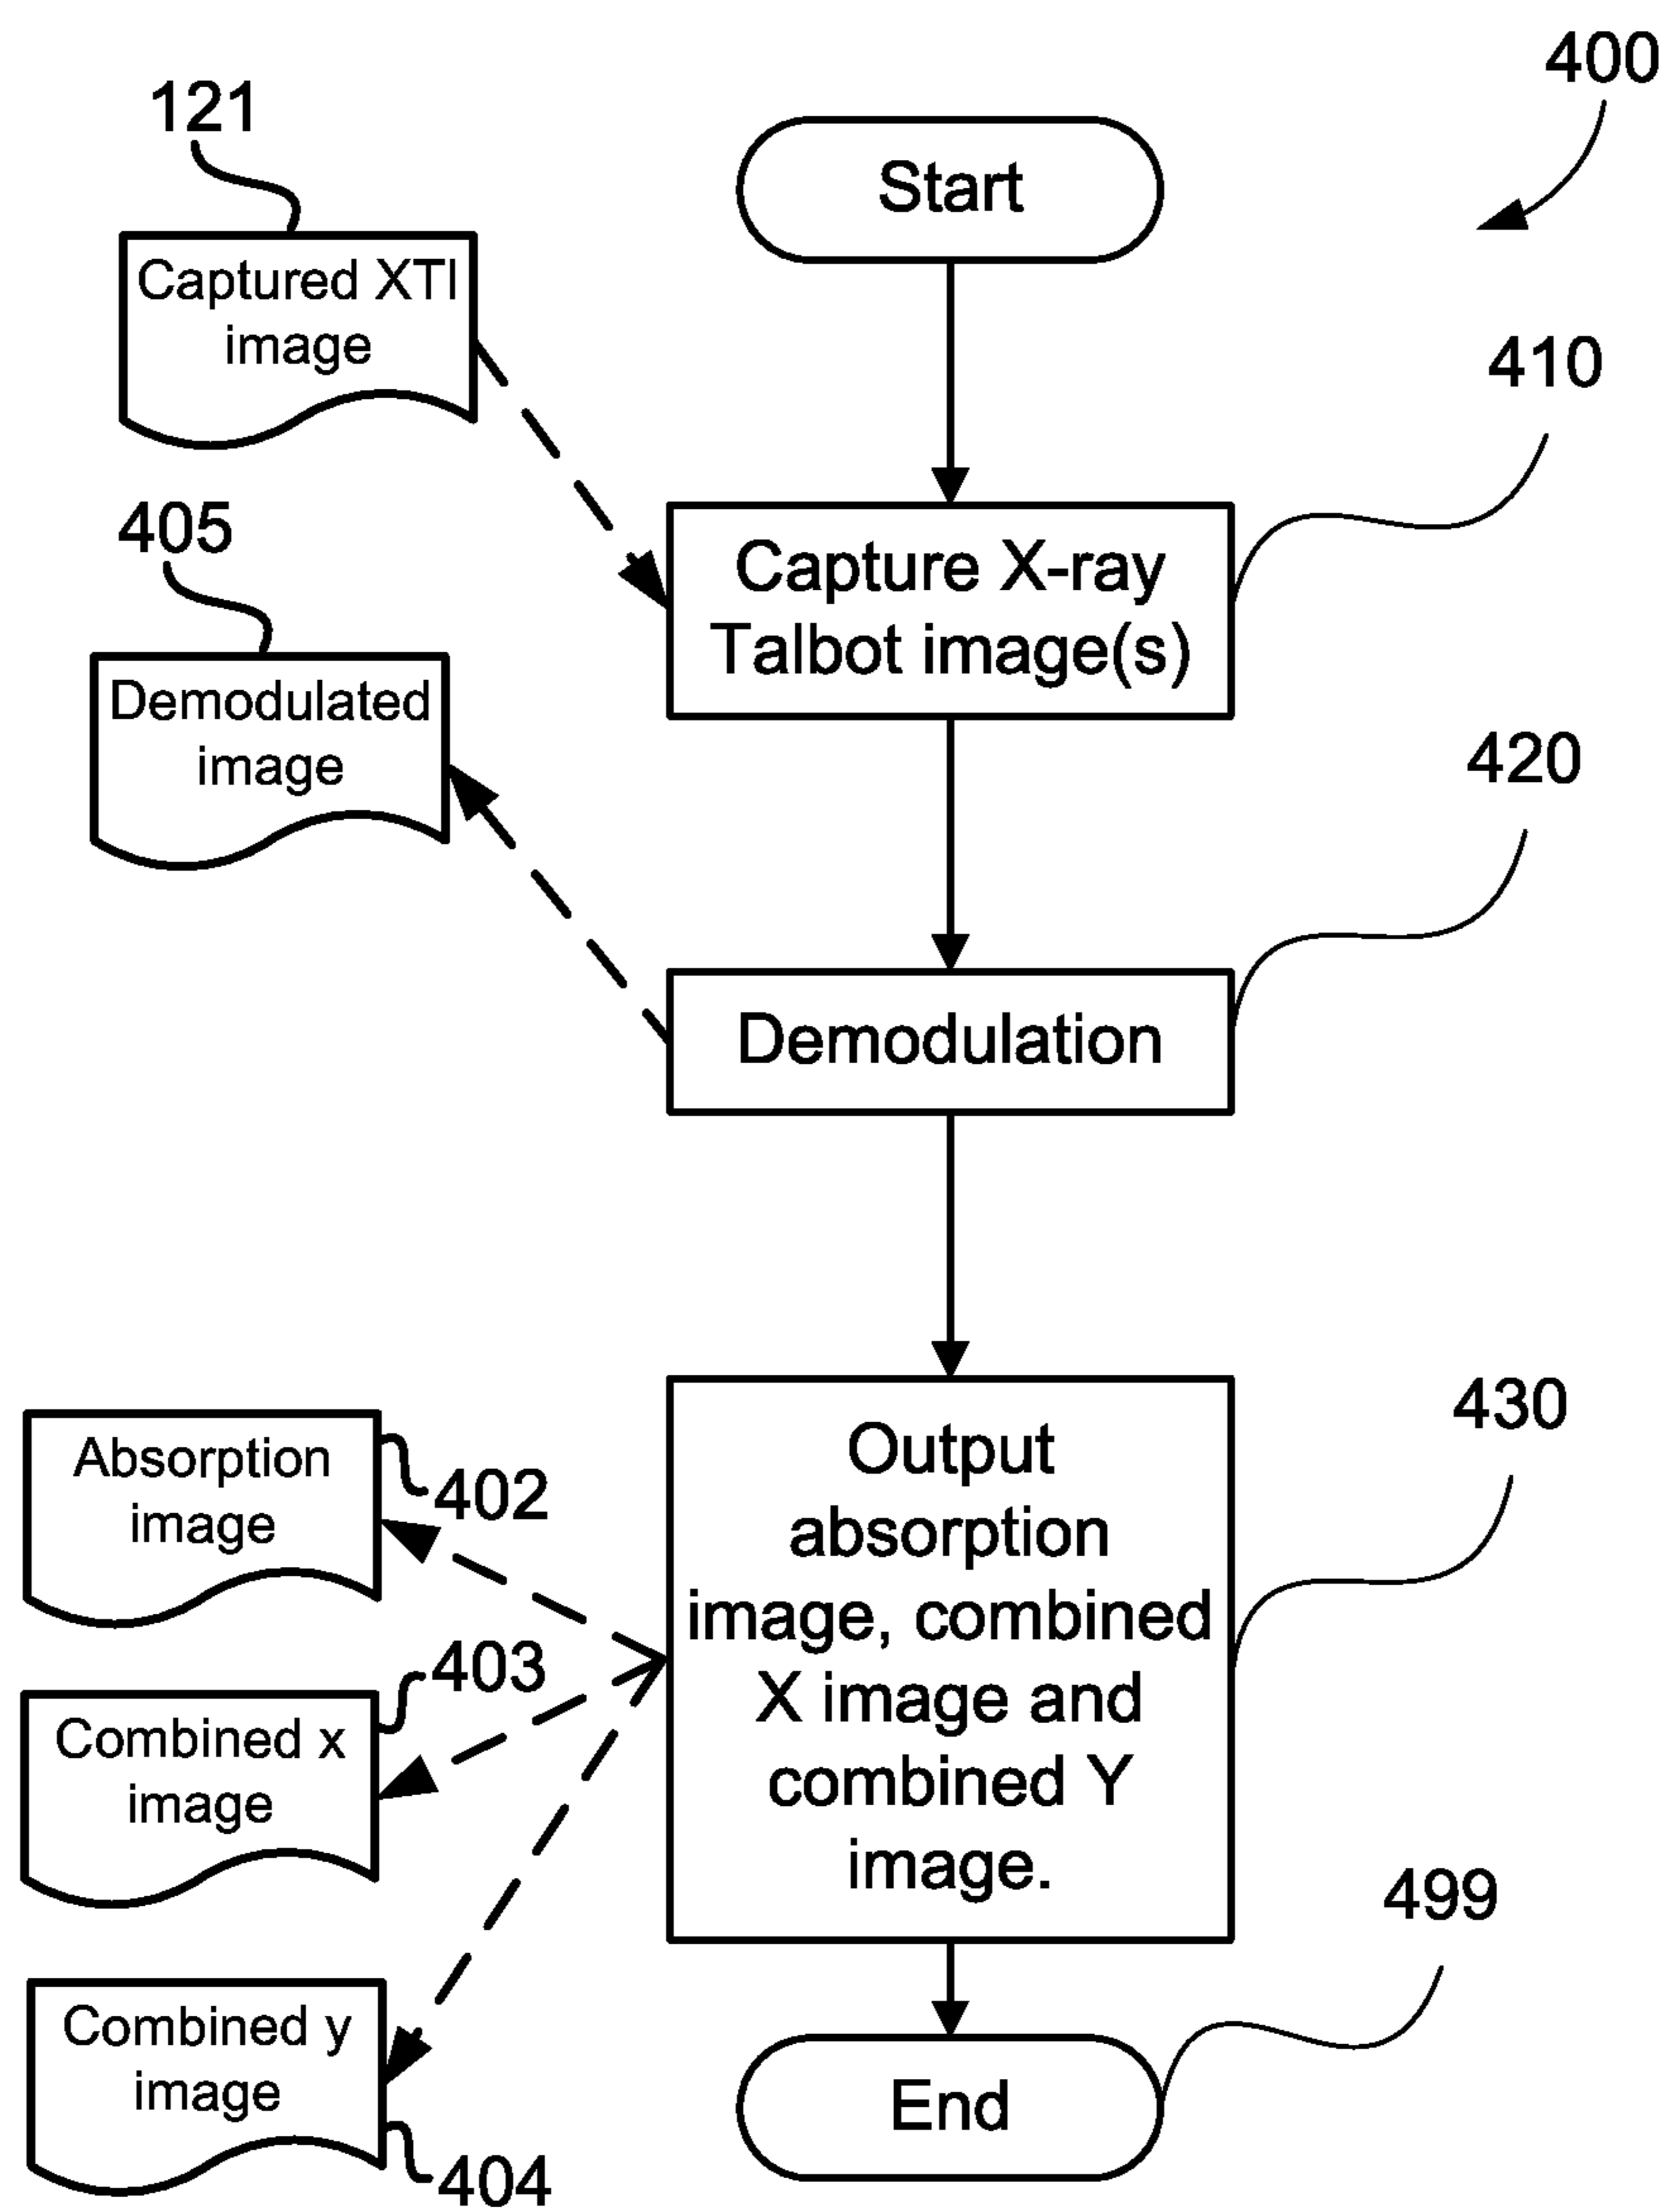 400
121
Start
Captured XTI
image
410
405
Capture X-ray
Talbot image(s)
Demodulated
image
420
Demodulation
430
Absorption
image
402
Output
absorption
image, combined
X image and
combined Y
image.
403
Combined x
image
499
Combined y
image
404
End